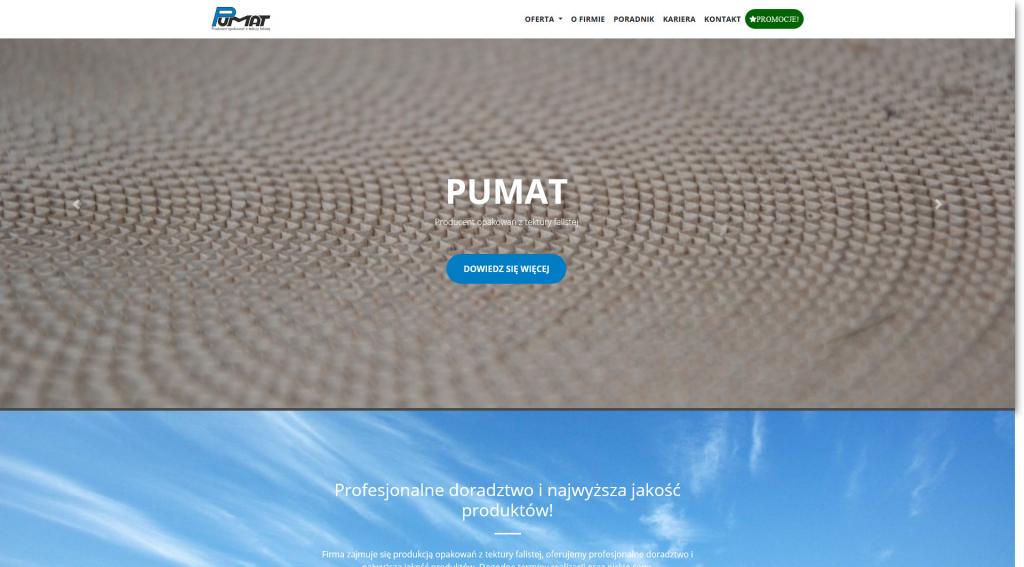 PUMAT
Producent opakowań z tektury falistej
OFERTA
O FIRMIE
PORADNIK
KARIERA
KONTAKT
PROMOCJE!
PUMAT
Producent opakowań z tektury falistej
DOWIEDZ SIĘ WIĘCEJ
Profesjonalne doradztwo i najwyższa jakość
produktów!
Firma zajmuje się produkcją opakowań z tektury falistej, oferujemy profesjonalne doradztwo i